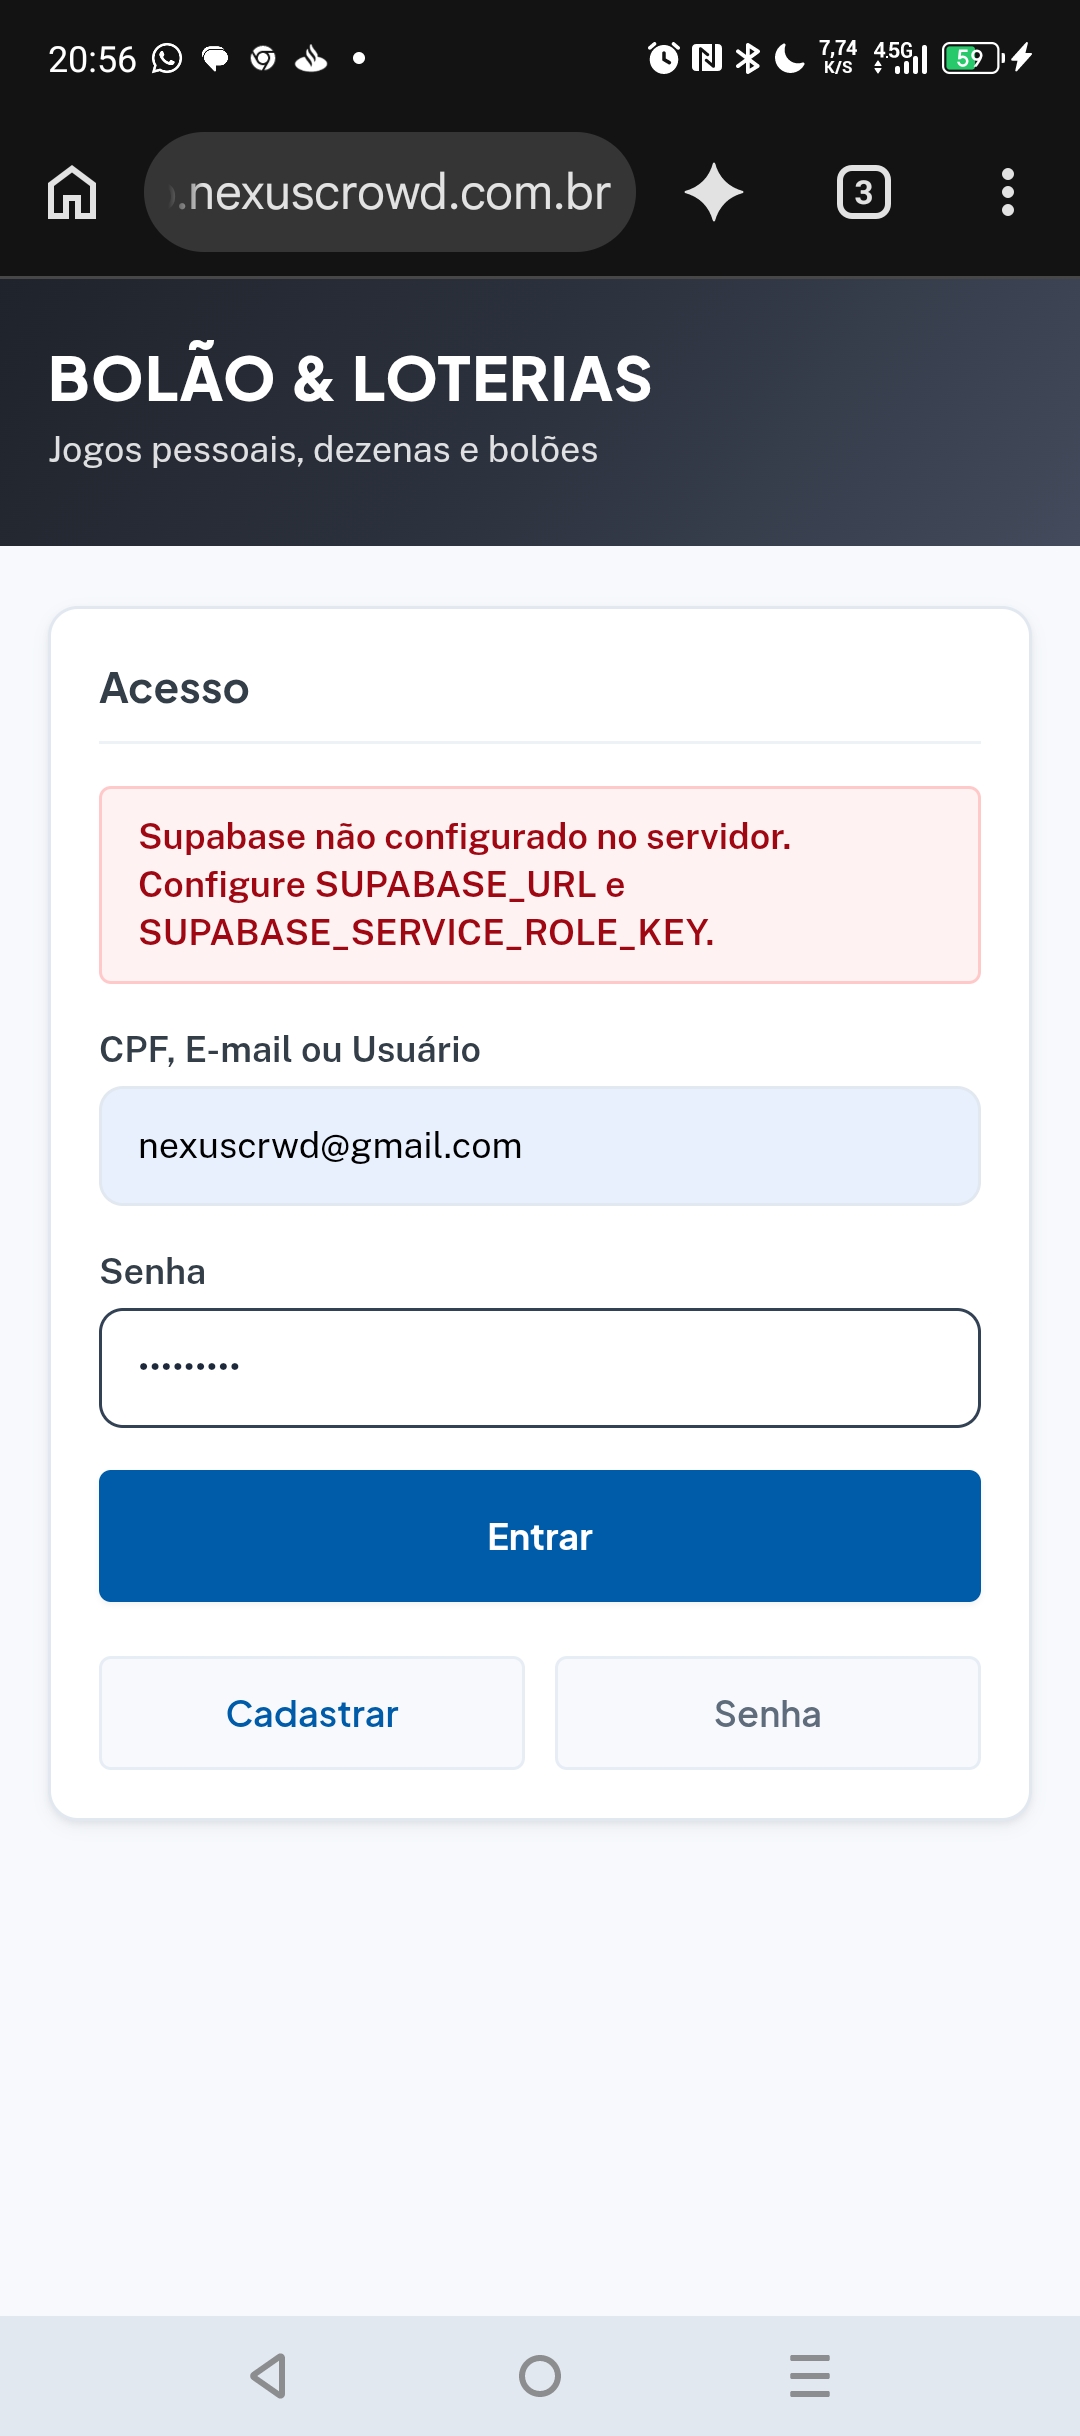 20:56
7,74 K/S
4.5G
59
.nexuscrowd.com.br
3
BOLÃO & LOTERIAS
Jogos pessoais, dezenas e bolões
Acesso
Supabase não configurado no servidor.
Configure SUPABASE_URL e
SUPABASE_SERVICE_ROLE_KEY.
CPF, E-mail ou Usuário
nexuscrwd@gmail.com
Senha
•••••••••
Entrar
Cadastrar
Senha